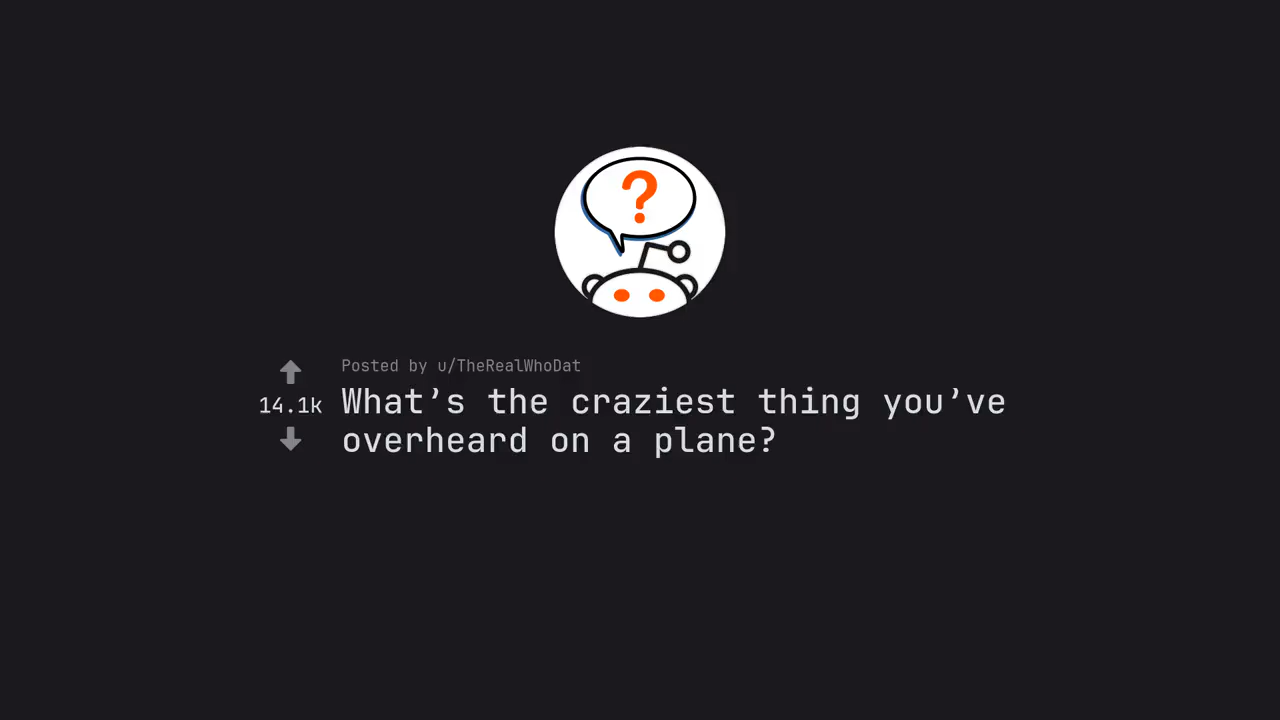 ?
Posted by u/TheRealWhoDat
14.1k
What’s the craziest thing you’ve
overheard on a plane?